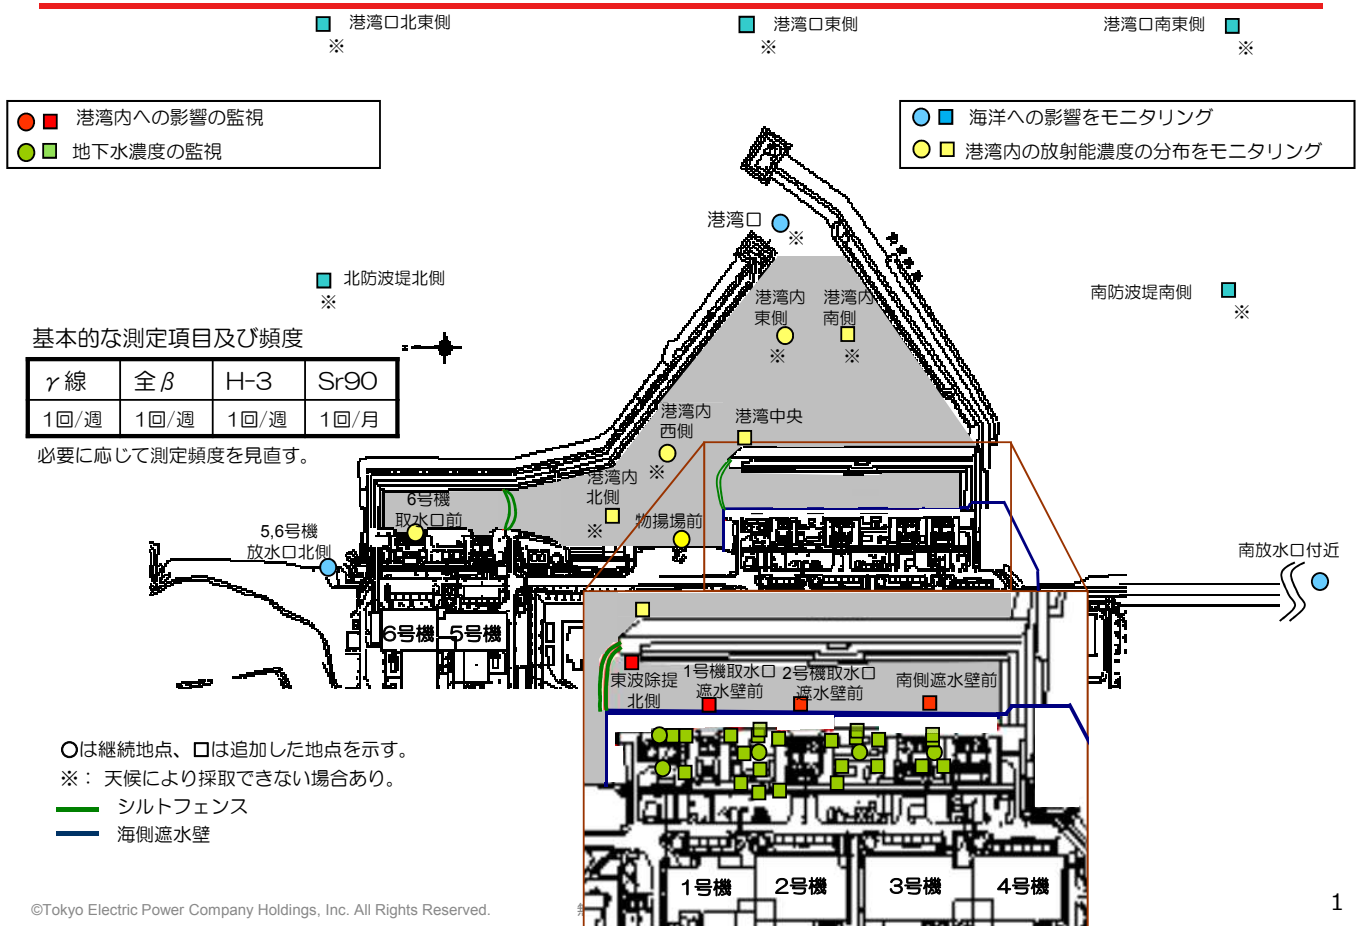 港湾口北東側
※
港湾口東側
※
港湾口南東側
※
港湾内への影響の監視
地下水濃度の監視
海洋への影響をモニタリング
港湾内の放射能濃度の分布をモニタリング
港湾口
※
北防波堤北側
※
南防波堤南側
※
港湾内
東側
※
港湾内
南側
※
基本的な測定項目及び頻度
γ線 全β H-3 Sr90
1回/週 1回/週 1回/週 1回/月
必要に応じて測定頻度を見直す。
港湾内
西側
※
港湾中央
港湾内
北側
※
物揚場前
6号機
取水口前
5,6号機
放水口北側
南放水口付近
6号機
5号機
東波除堤
北側
1号機取水口
遮水壁前
2号機取水口
遮水壁前
南側遮水壁前
○は継続地点、□は追加した地点を示す。
※： 天候により採取できない場合あり。
シルトフェンス
海側遮水壁
1号機
2号機
3号機
4号機
©Tokyo Electric Power Company Holdings, Inc. All Rights Reserved.
1